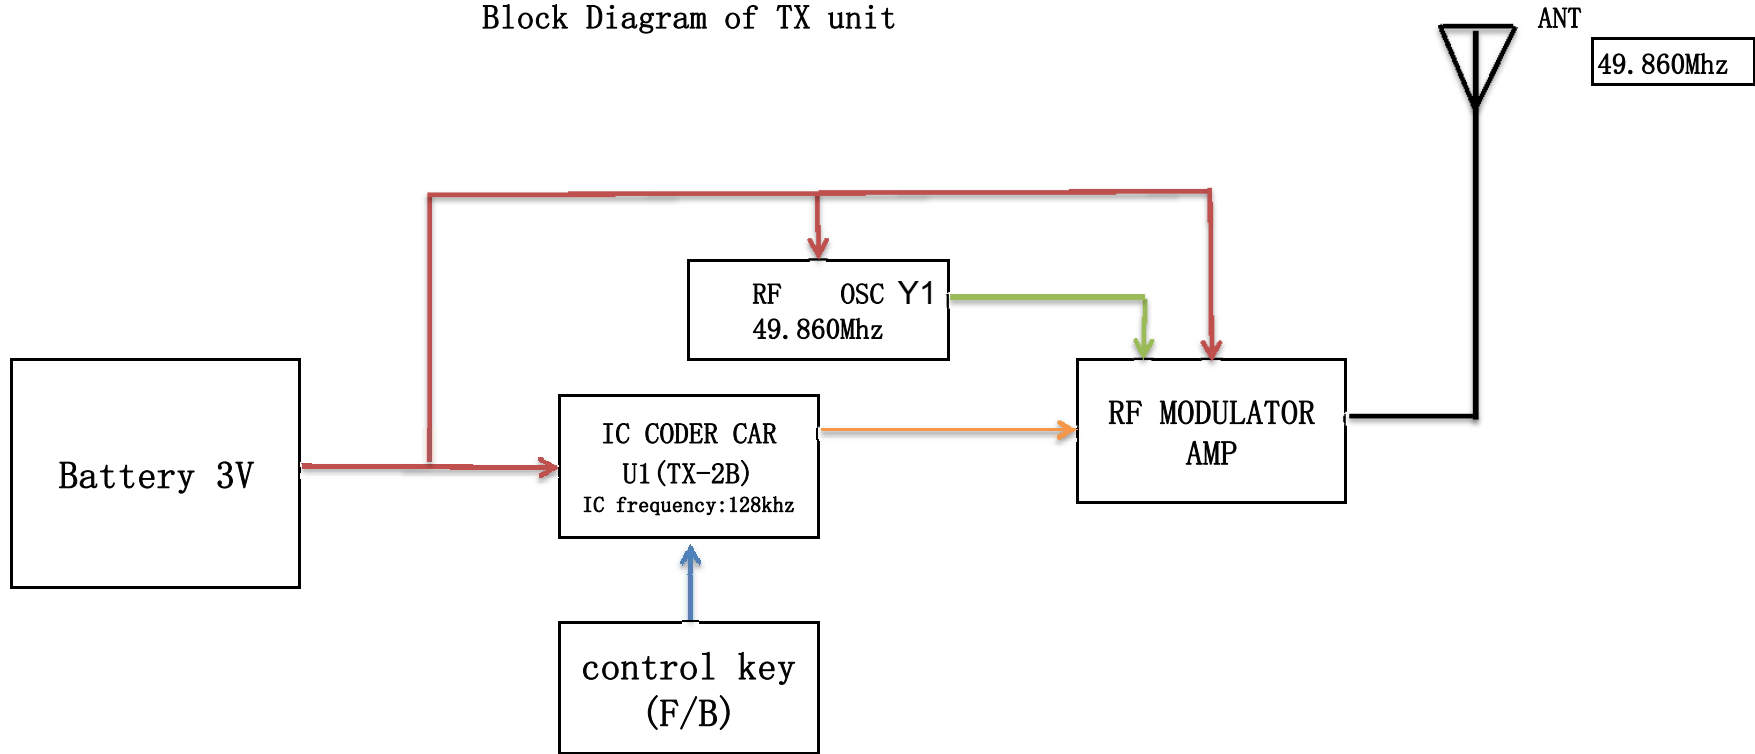 Block Diagram of TX unit
ANT
49.860Mhz
RF OSC Y1
49.860Mhz
Battery 3V
IC CODER CAR
U1(TX-2B)
IC frequency:128khz
RF MODULATOR
AMP
control key
(F/B)